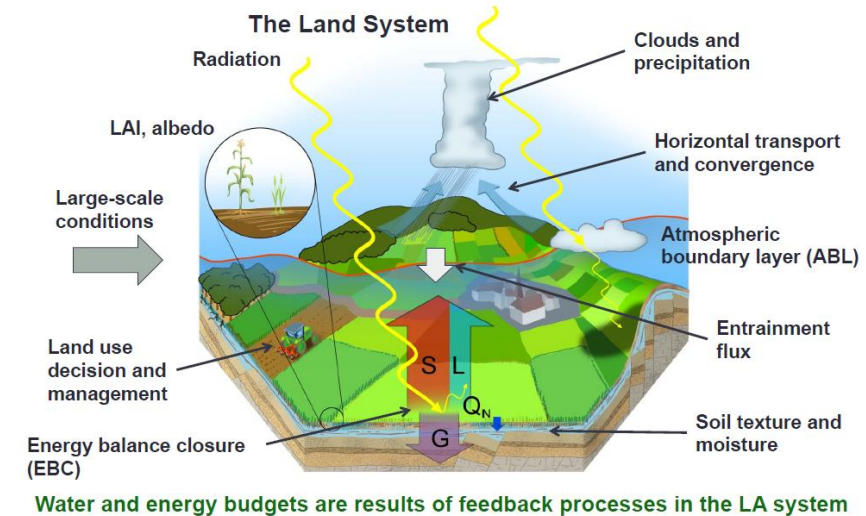 The Land System
Radiation
Clouds and
precipitation
LAI, albedo
Horizontal transport
and convergence
Large-scale
conditions
Atmospheric
boundary layer (ABL)
Entrainment
flux
Land use
decision and
management
S L
QN
G
Soil texture and
moisture
Energy balance closure
(EBC)
Water and energy budgets are results of feedback processes in the LA system